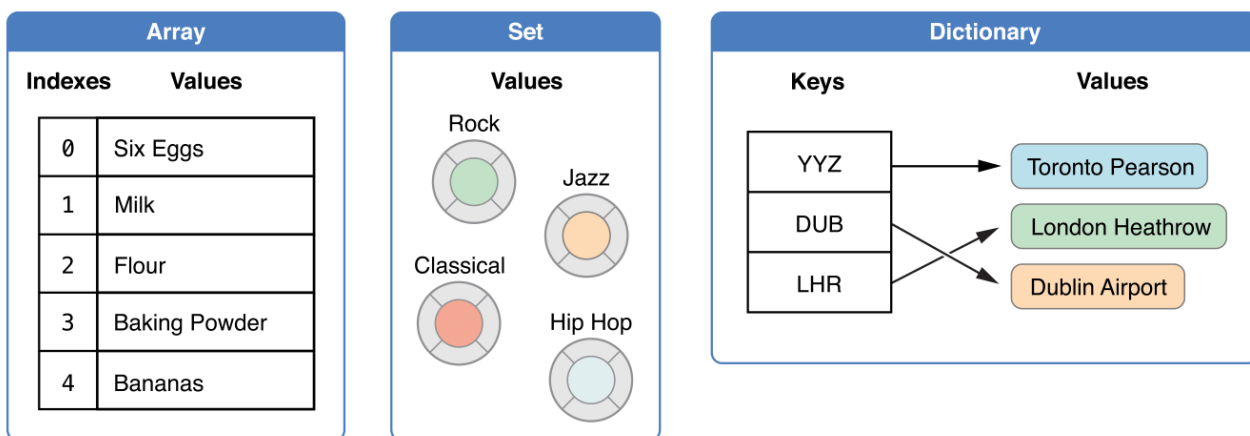 Array
Indexes Values
0 Six Eggs
1 Milk
2 Flour
3 Baking Powder
4 Bananas
Set
Values
Rock
Jazz
Classical
Hip Hop
Dictionary
Keys Values
YYZ Toronto Pearson
DUB London Heathrow
LHR Dublin Airport